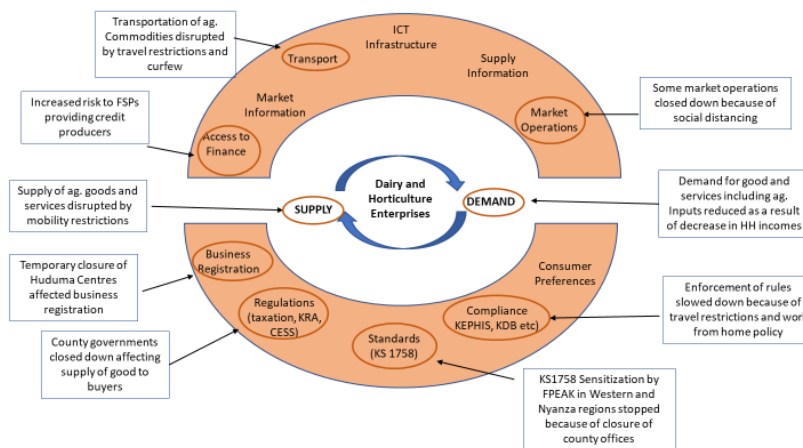 Transportation of ag.
Commodities disrupted
by travel restrictions and
curfew
ICT
Infrastructure
Transport
Supply
Information
Some market operations
closed down because of
social distancing
Increased risk to FSPs
providing credit
producers
Market
Information
Market
Operations
Access to
Finance
Supply of ag. goods and
services disrupted by
mobility restrictions
SUPPLY
Dairy and
Horticulture
Enterprises
DEMAND
Demand for good and
services including ag.
Inputs reduced as a result
of decrease in HH incomes
Business
Registration
Temporary closure of
Huduma Centres
affected business
registration
Consumer
Preferences
Regulations
(taxation, KRA,
CESS)
Compliance
KEPHIS, KDB etc)
Enforcement of rules
slowed down because of
travel restrictions and work
from home policy
County governments
closed down affecting
supply of good to
buyers
Standards
(KS 1758)
KS1758 Sensitization by
FPEAK in Western and
Nyanza regions stopped
because of closure of
county offices